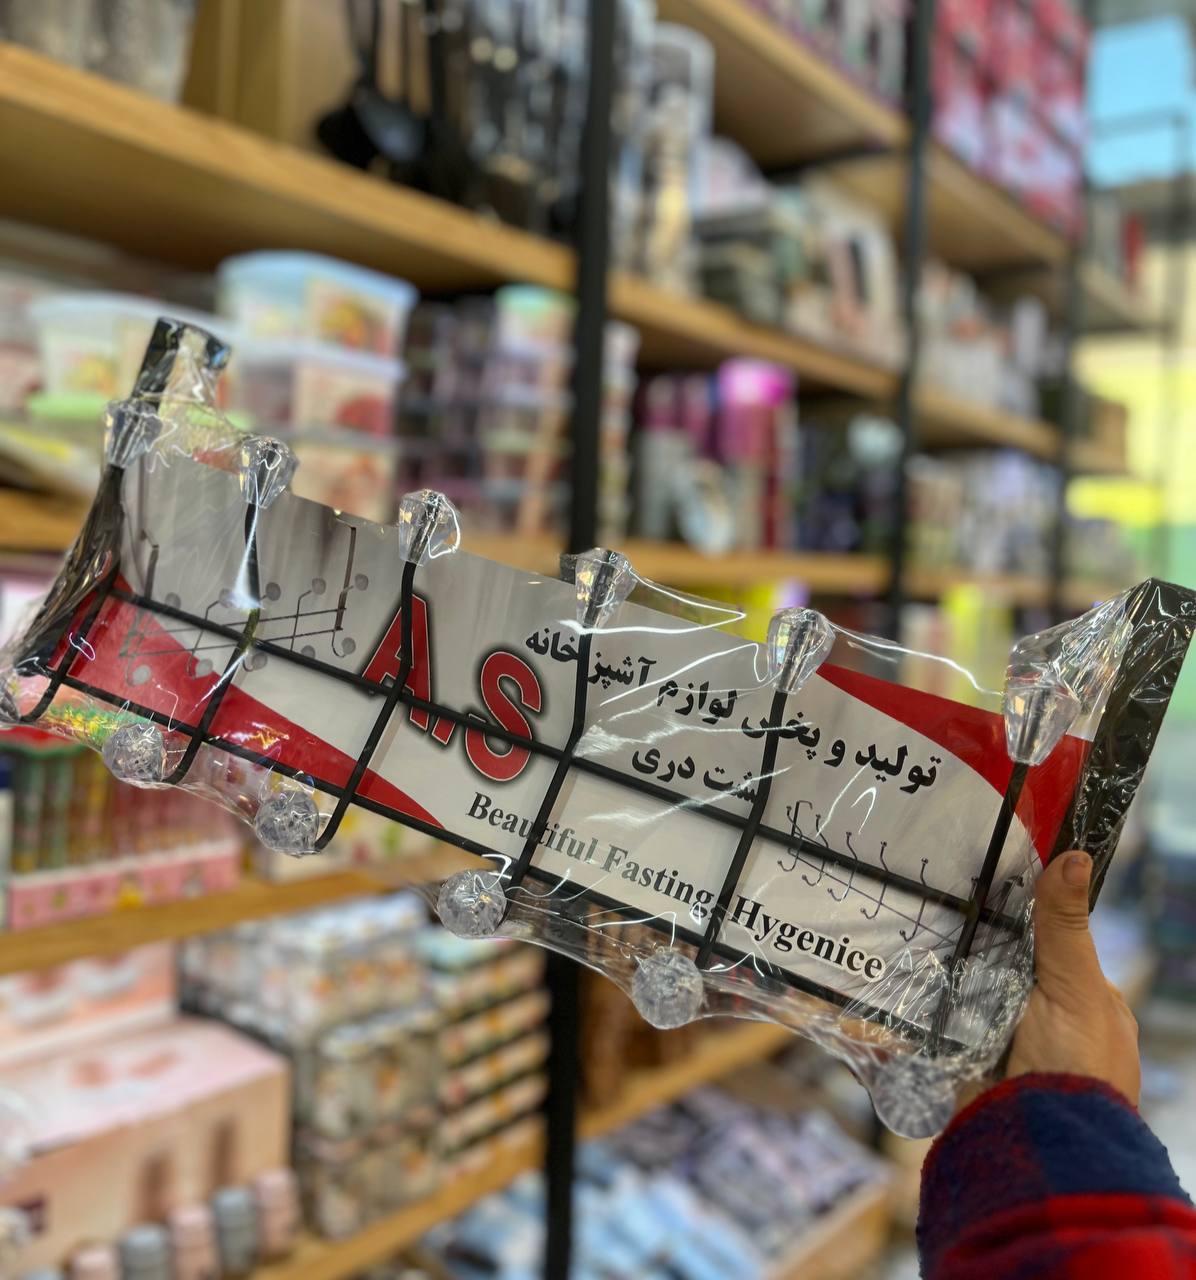 A.S
تولید و پخش لوازم آشپزخانه
پشت دری
Beautiful Fasting, Hygenice